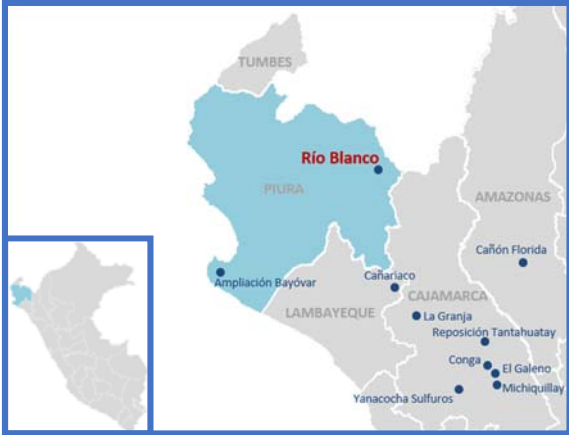 TUMBES
Río Blanco
PIURA
AMAZONAS
Cañón Florida
Ampliación Bayóvar
Cañariaco
CAJAMARCA
LAMBAYEQUE
La Granja
Reposición Tantahuatay
Conga
El Galeno
Michiquillay
Yanacocha Sulfuros